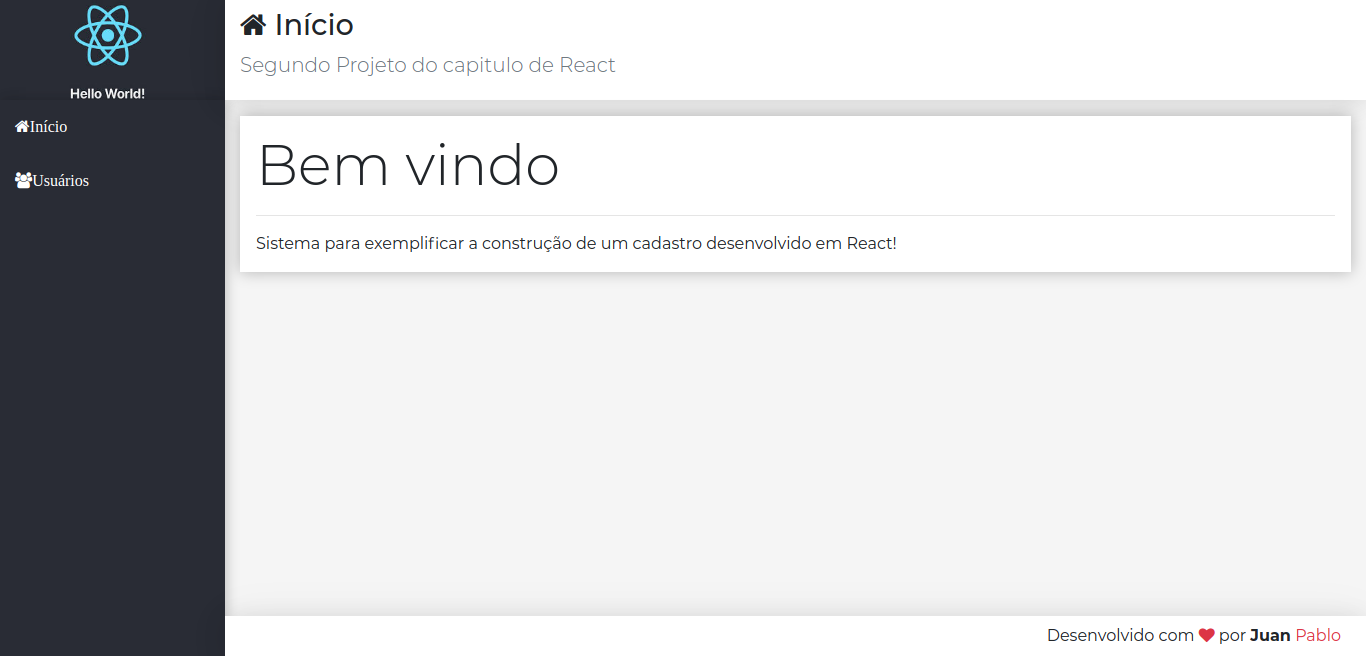 Hello World!
Início
Usuários
Início
Segundo Projeto do capitulo de React
Bem vindo
Sistema para exemplificar a construção de um cadastro desenvolvido em React!
Desenvolvido com por Juan Pablo